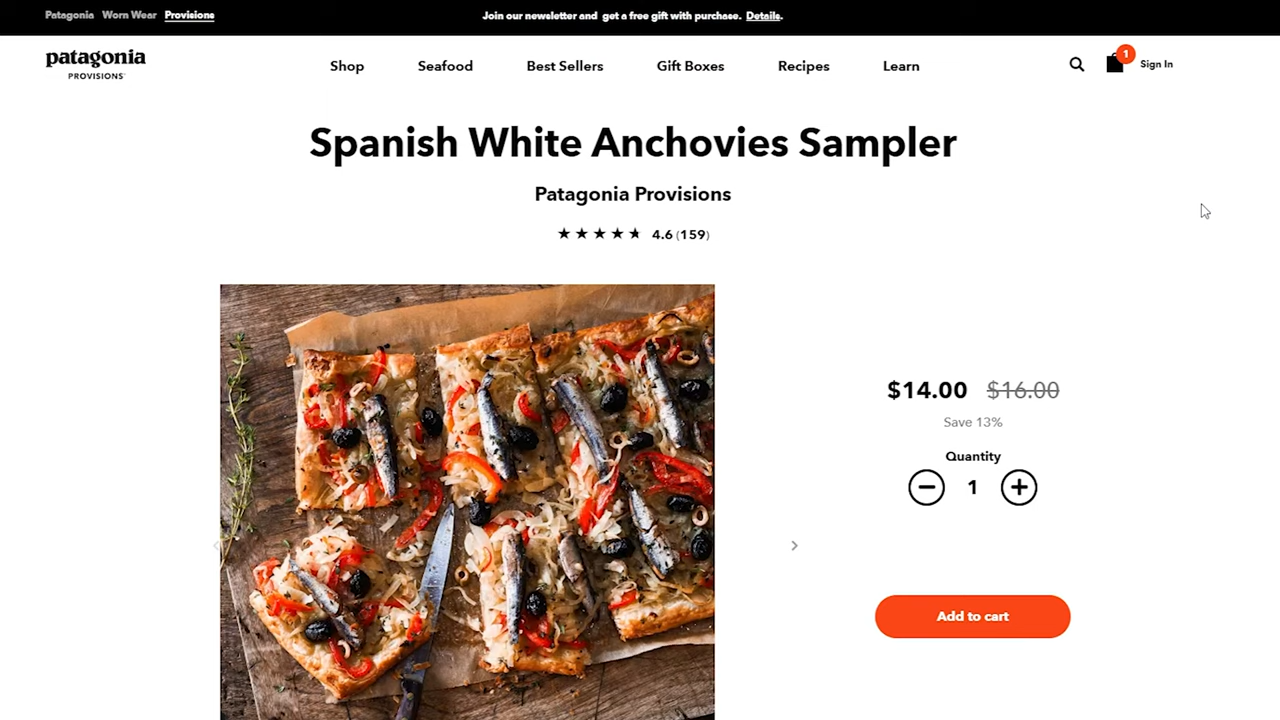 Patagonia Worn Wear Provisions
Join our newsletter and get a free gift with purchase. Details.
patagonia
PROVISIONS
Shop
Seafood
Best Sellers
Gift Boxes
Recipes
Learn
1
Sign In
Spanish White Anchovies Sampler
Patagonia Provisions
4.6 (159)
$14.00 $16.00
Save 13%
Quantity
1
Add to cart